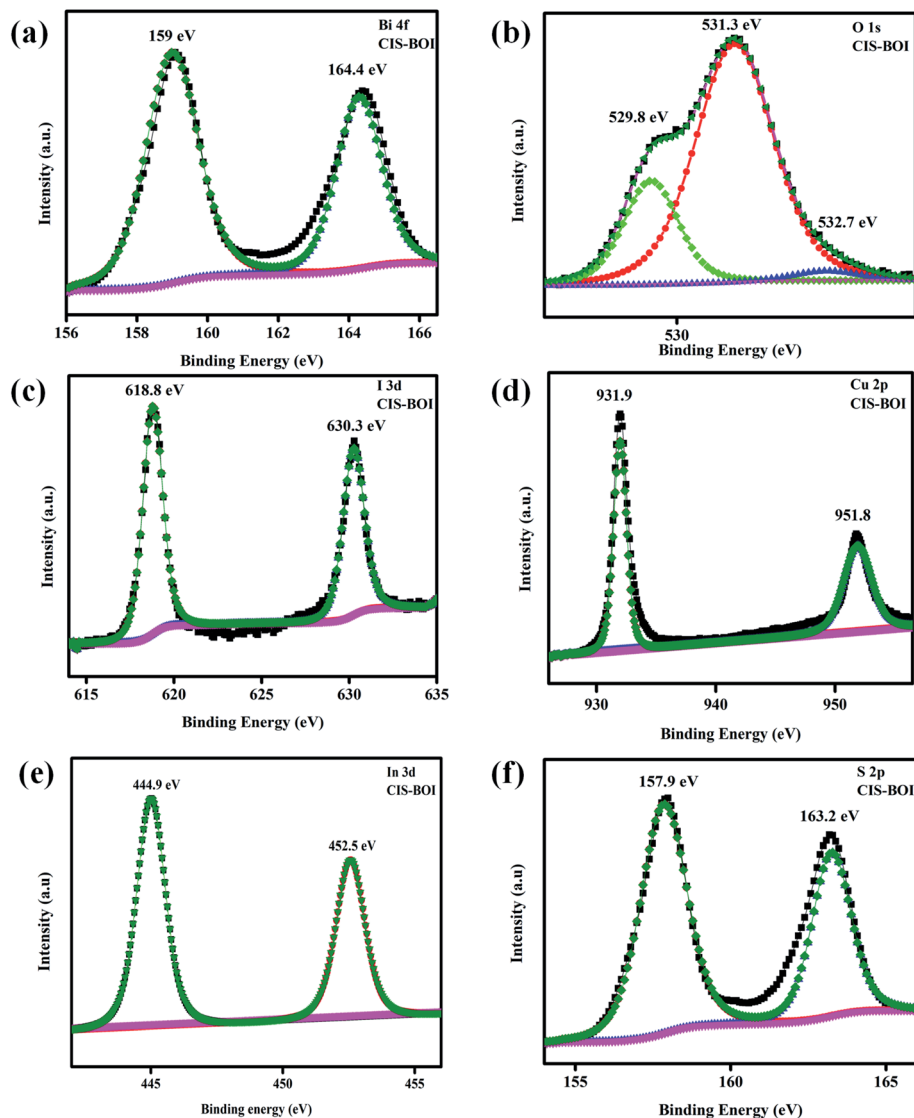 (a)
Bi 4f
CIS-BOI
159 eV
164.4 eV
Intensity (a.u.)
156 158 160 162 164 166
Binding Energy (eV)
(b)
O 1s
CIS-BOI
531.3 eV
529.8 eV
532.7 eV
Intensity (a.u.)
530
Binding Energy (eV)
(c)
I 3d
CIS-BOI
618.8 eV
630.3 eV
Intensity (a.u.)
615 620 625 630 635
Binding Energy (eV)
(d)
Cu 2p
CIS-BOI
931.9
951.8
Intensity (a.u.)
930 940 950
Binding Energy (eV)
(e)
In 3d
CIS-BOI
444.9 eV
452.5 eV
Intensity (a.u)
445 450 455
Binding energy (eV)
(f)
S 2p
CIS-BOI
157.9 eV
163.2 eV
Intensity (a.u)
155 160 165
Binding Energy (eV)